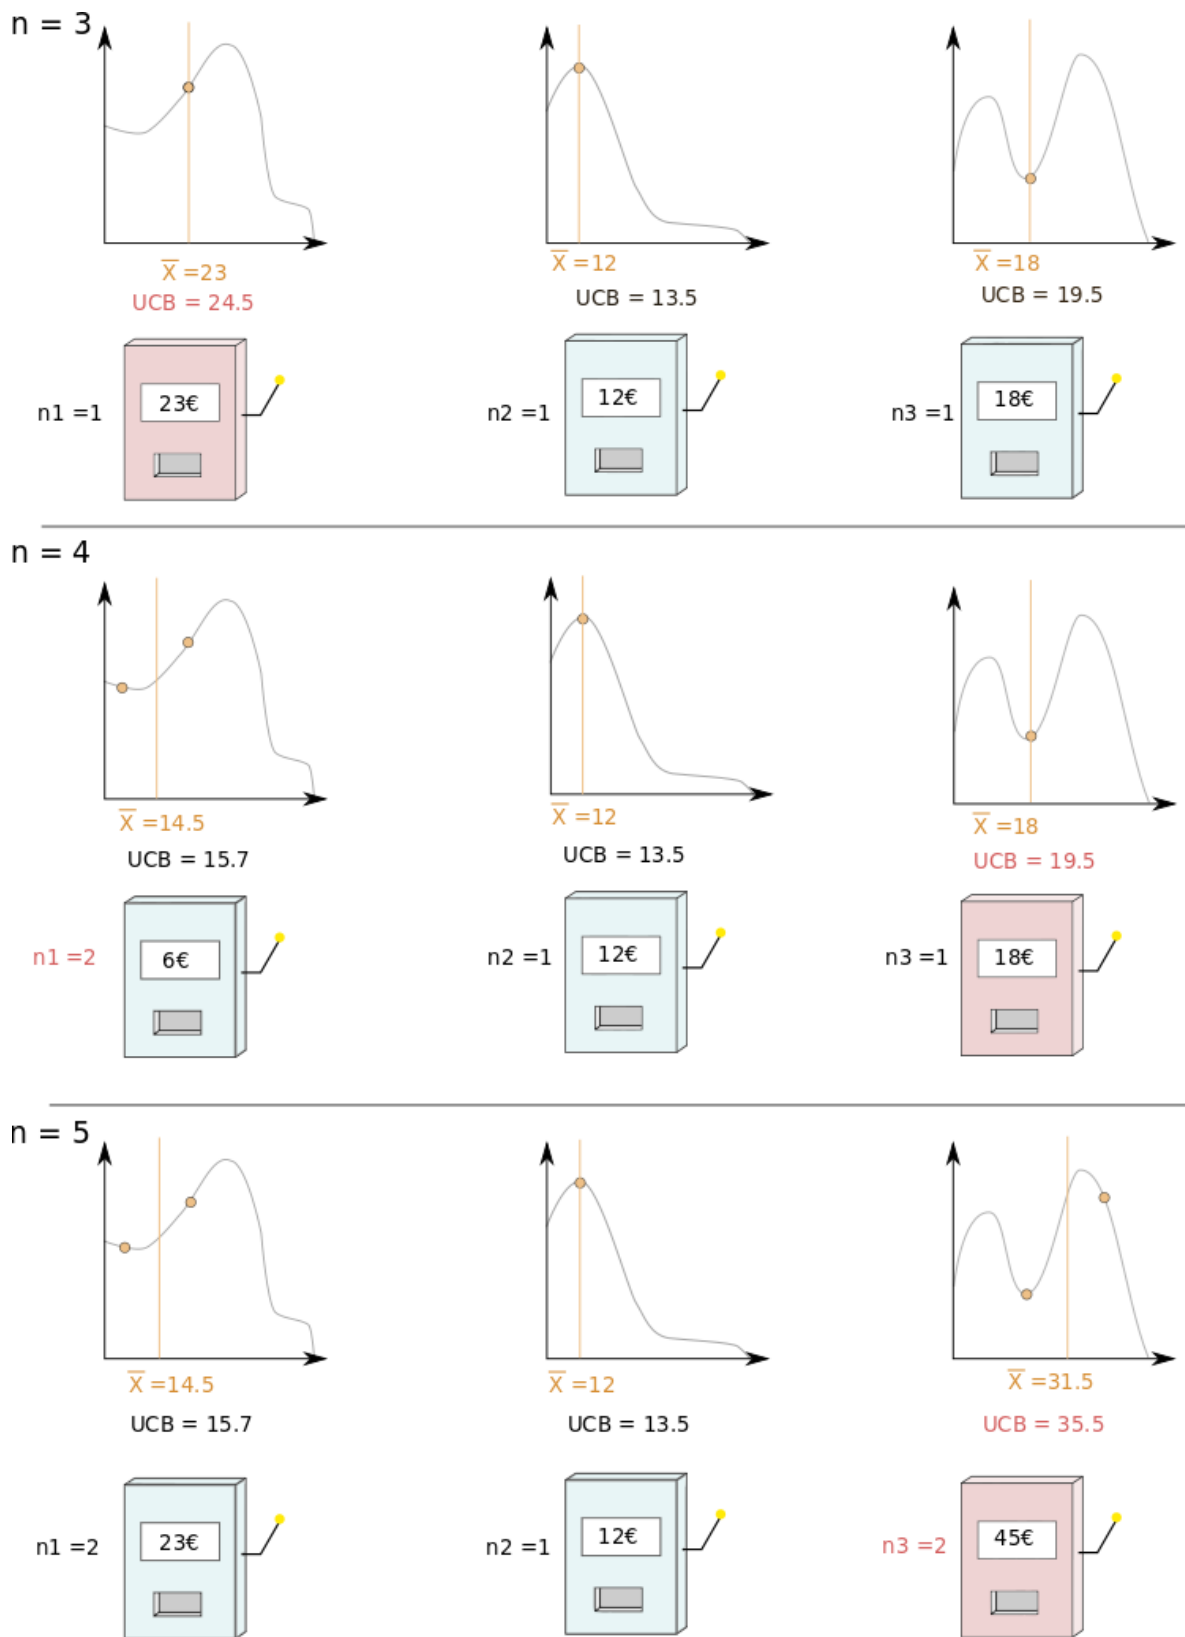 n = 3
X̅ =23
X̅ =12
X̅ =18
UCB = 24.5
UCB = 13.5
UCB = 19.5
n1 =1
23€
n2 =1
12€
n3 =1
18€
n = 4
X̅ =14.5
X̅ =12
X̅ =18
UCB = 15.7
UCB = 13.5
UCB = 19.5
n1 =2
6€
n2 =1
12€
n3 =1
18€
n = 5
X̅ =14.5
X̅ =12
X̅ =31.5
UCB = 15.7
UCB = 13.5
UCB = 35.5
n1 =2
23€
n2 =1
12€
n3 =2
45€